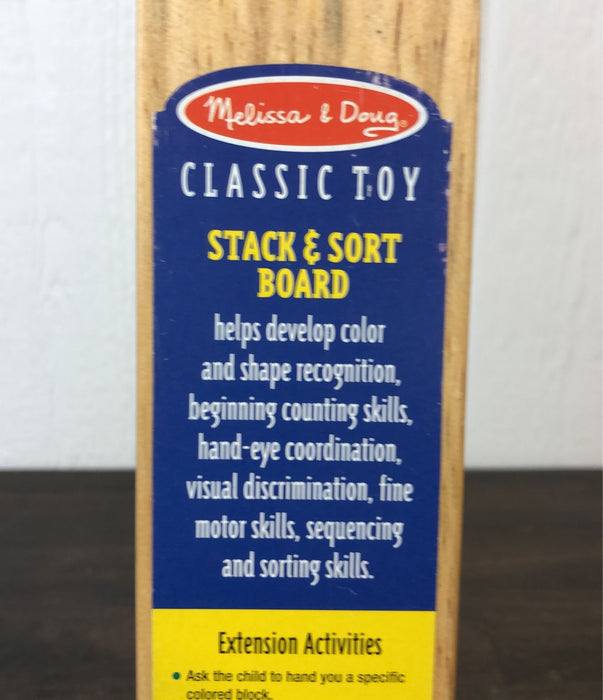 Melissa & Doug®
CLASSIC TOY
STACK & SORT
BOARD
helps develop color
and shape recognition,
beginning counting skills,
hand-eye coordination,
visual discrimination, fine
motor skills, sequencing
and sorting skills.
Extension Activities
• Ask the child to hand you a specific
colored block.